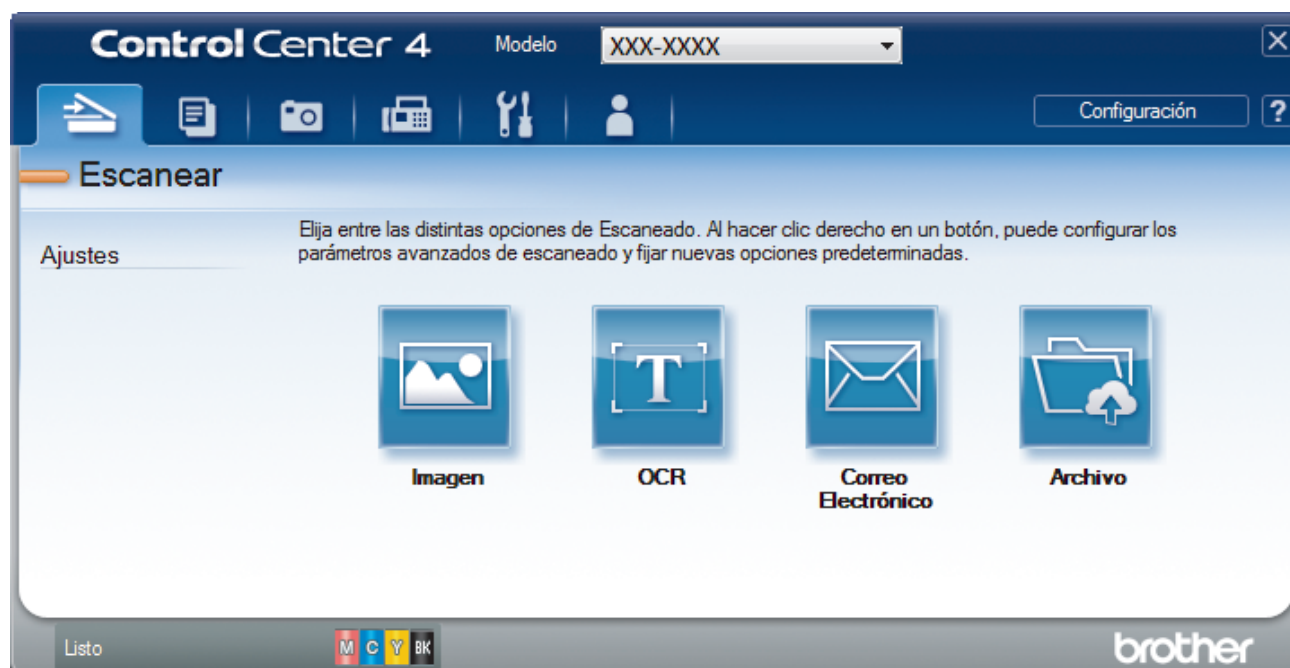 Control Center 4
Modelo
XXX-XXXX
Configuración
?
Escanear
Ajustes
Elija entre las distintas opciones de Escaneado. Al hacer clic derecho en un botón, puede configurar los
parámetros avanzados de escaneado y fijar nuevas opciones predeterminadas.
T
Imagen
OCR
Correo
Electrónico
Archivo
Listo
M C Y BK
brother